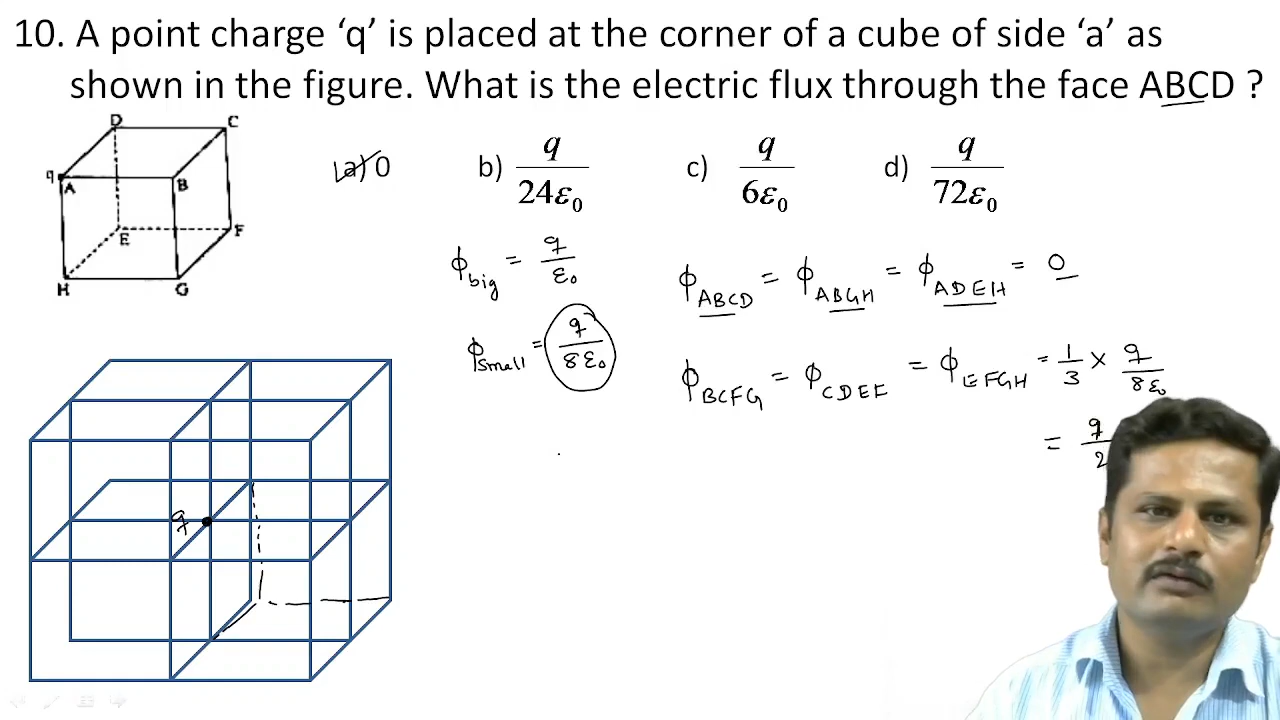 10. A point charge ‘q’ is placed at the corner of a cube of side ‘a’ as
shown in the figure. What is the electric flux through the face ABCD ?
D C
q A B
E F
H G
a) 0 b) q/24ε₀ c) q/6ε₀ d) q/72ε₀
ϕbig = q/ε₀
ϕsmall = q/8ε₀
ϕABCD = ϕABGH = ϕADEH = 0
ϕBCFG = ϕCDEF = ϕEFGH = 1/3 × q/8ε₀
= q/2
q